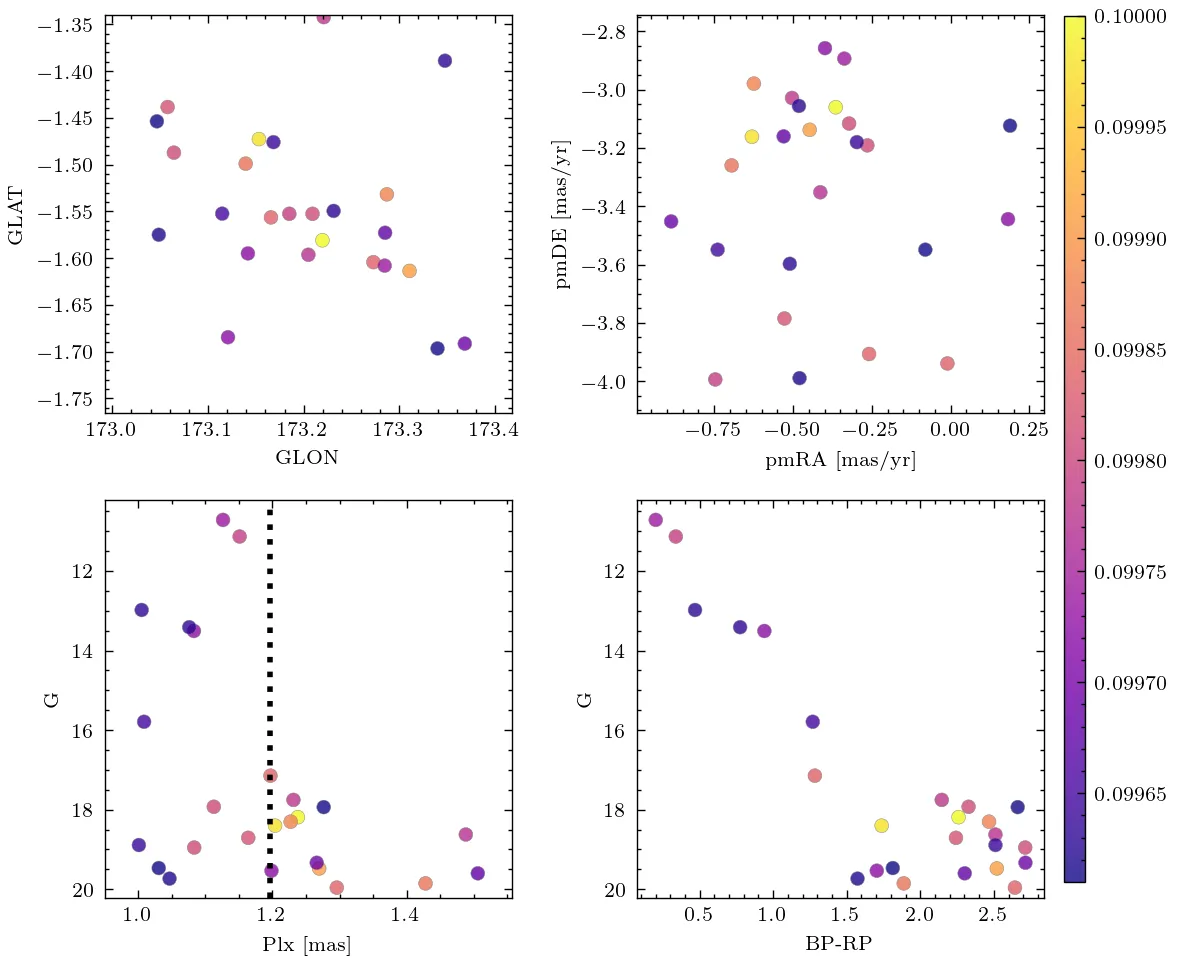 −1.35
−1.40
−1.45
−1.50
−1.55
−1.60
−1.65
−1.70
−1.75
GLAT
173.0 173.1 173.2 173.3 173.4
GLON
−2.8
−3.0
−3.2
−3.4
−3.6
−3.8
−4.0
pmDE [mas/yr]
−0.75 −0.50 −0.25 0.00 0.25
pmRA [mas/yr]
0.10000
0.09995
0.09990
0.09985
0.09980
0.09975
0.09970
0.09965
12
14
16
18
20
G
1.0 1.2 1.4
Plx [mas]
12
14
16
18
20
G
0.5 1.0 1.5 2.0 2.5
BP-RP